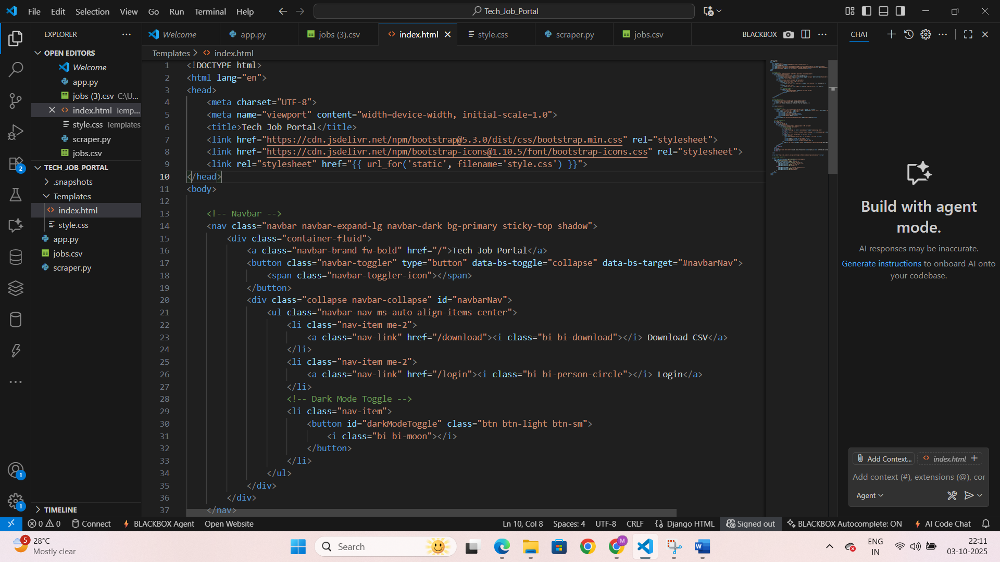 File Edit Selection View Go Run Terminal Help
Tech_Job_Portal
EXPLORER
OPEN EDITORS
Welcome
app.py
jobs (3).csv C:\U...
index.html Temp...
style.css Templates
scraper.py
jobs.csv
TECH_JOB_PORTAL
.snapshots
Templates
index.html
style.css
app.py
jobs.csv
scraper.py
TIMELINE
2
1
1
Welcome app.py jobs (3).csv index.html style.css scraper.py jobs.csv BLACKBOX
Templates > index.html
1 <!DOCTYPE html>
2 <html lang="en">
3 <head>
4 <meta charset="UTF-8">
5 <meta name="viewport" content="width=device-width, initial-scale=1.0">
6 <title>Tech Job Portal</title>
7 <link href="https://cdn.jsdelivr.net/npm/bootstrap@5.3.0/dist/css/bootstrap.min.css" rel="stylesheet">
8 <link href="https://cdn.jsdelivr.net/npm/bootstrap-icons@1.10.5/font/bootstrap-icons.css" rel="stylesheet">
9 <link rel="stylesheet" href="{{ url_for('static', filename='style.css') }}">
10 </head>
11 <body>
12
13 <!-- Navbar -->
14 <nav class="navbar navbar-expand-lg navbar-dark bg-primary sticky-top shadow">
15 <div class="container-fluid">
16 <a class="navbar-brand fw-bold" href="/">Tech Job Portal</a>
17 <button class="navbar-toggler" type="button" data-bs-toggle="collapse" data-bs-target="#navbarNav">
18 <span class="navbar-toggler-icon"></span>
19 </button>
20 <div class="collapse navbar-collapse" id="navbarNav">
21 <ul class="navbar-nav ms-auto align-items-center">
22 <li class="nav-item me-2">
23 <a class="nav-link" href="/download"><i class="bi bi-download"></i> Download CSV</a>
24 </li>
25 <li class="nav-item me-2">
26 <a class="nav-link" href="/login"><i class="bi bi-person-circle"></i> Login</a>
27 </li>
28 <!-- Dark Mode Toggle -->
29 <li class="nav-item">
30 <button id="darkModeToggle" class="btn btn-light btn-sm">
31 <i class="bi bi-moon"></i>
32 </button>
33 </li>
34 </ul>
35 </div>
36 </div>
37 </nav>
CHAT
Build with agent
mode.
AI responses may be inaccurate.
Generate instructions to onboard AI onto
your codebase.
Add Context... index.html +
Add context (#), extensions (@), cor
Agent
0 0 Connect BLACKBOX Agent Open Website Ln 10, Col 8 Spaces: 4 UTF-8 CRLF Django HTML Signed out BLACKBOX Autocomplete: ON AI Code Chat
5
28°C
Mostly clear
Search
M
W
ENG
IN
22:11
03-10-2025